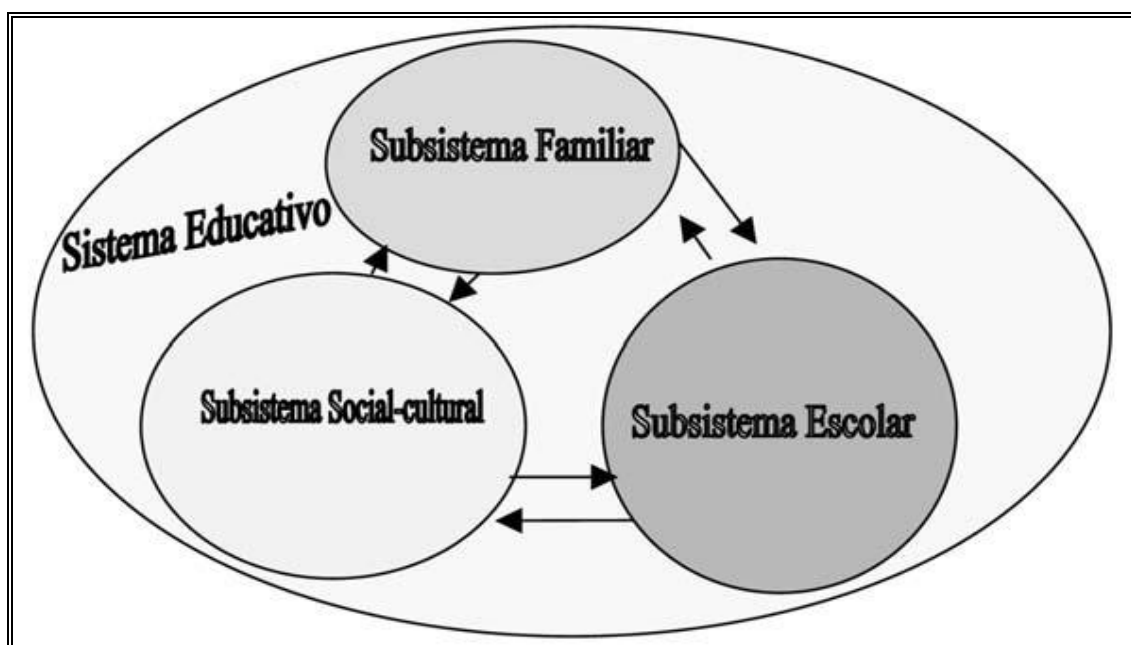 Subsistema Familiar
Sistema Educativo
Subsistema Social-cultural
Subsistema Escolar